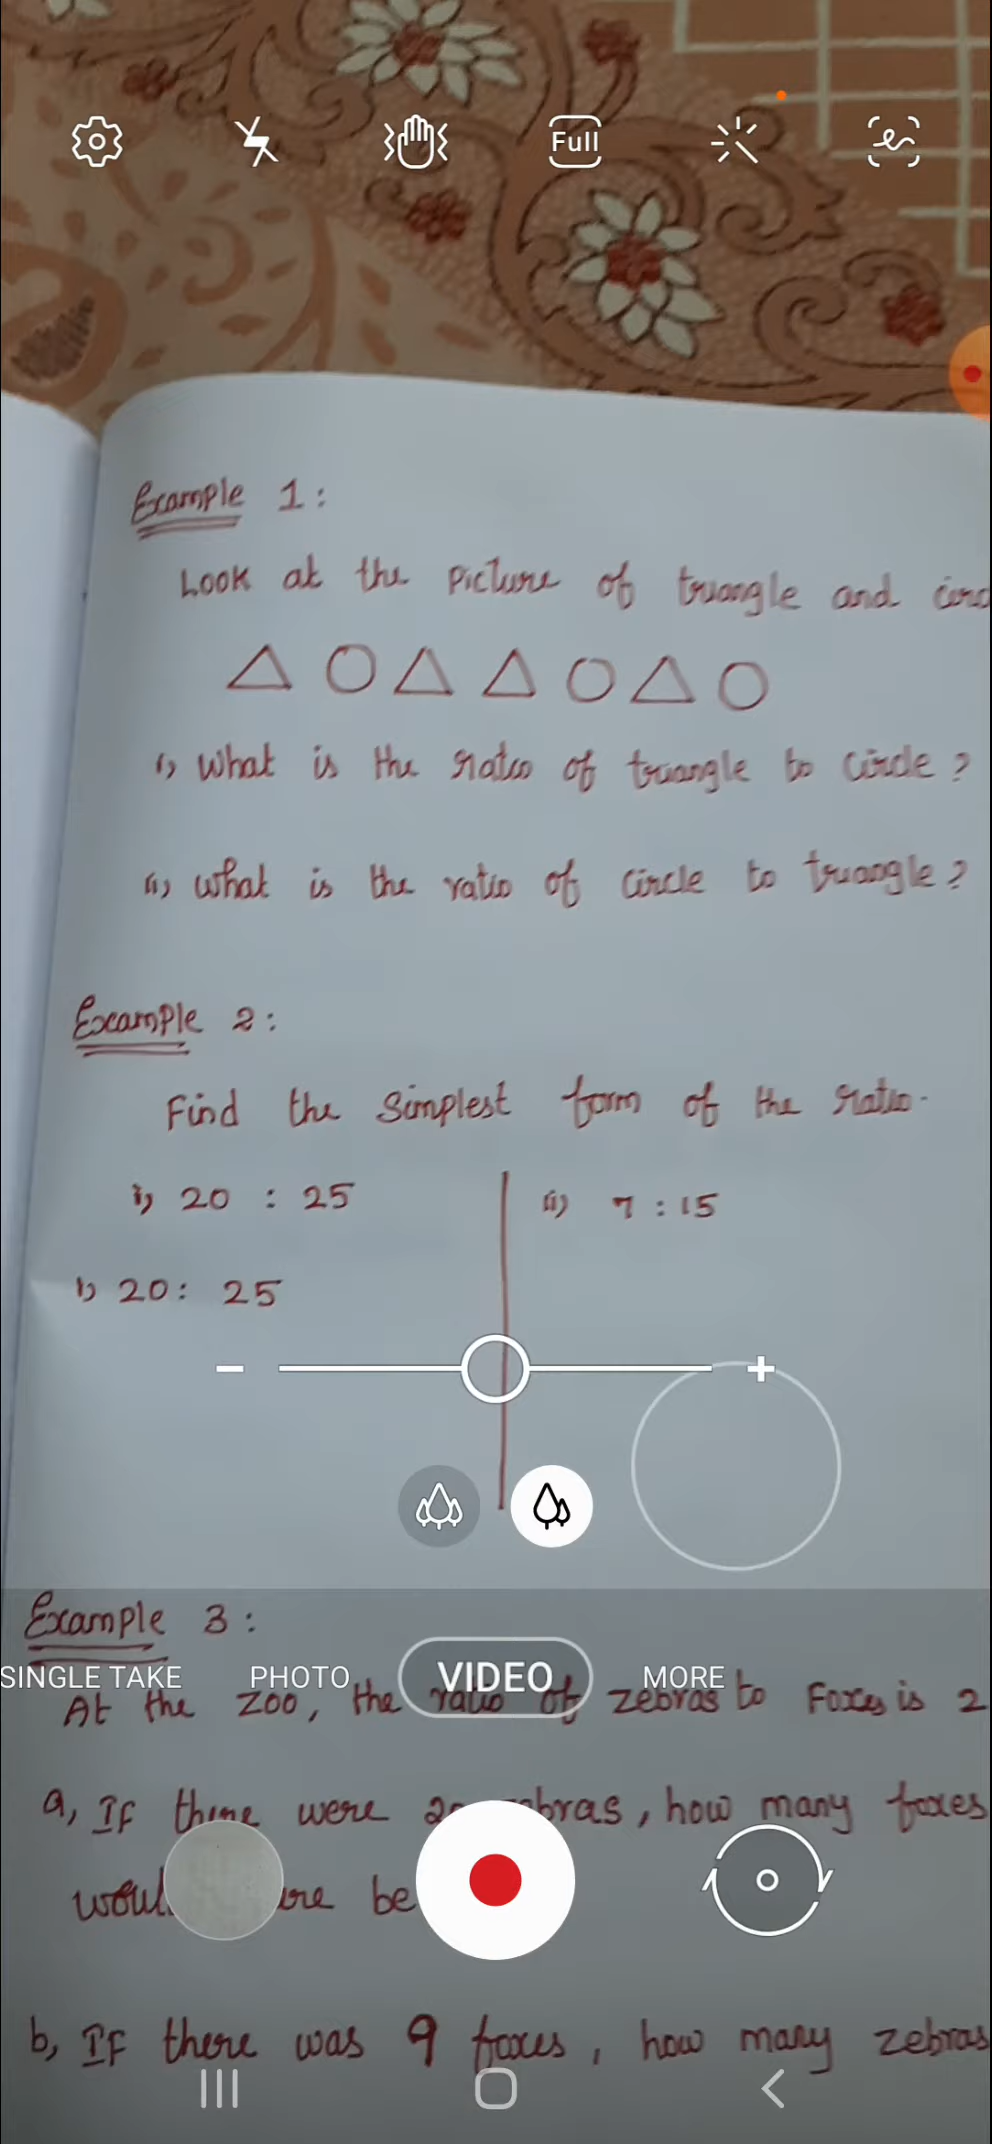 Full
Example 1:
Look at the picture of triangle and circ
i) What is the ratio of triangle to circle?
ii) What is the ratio of circle to triangle?
Example 2:
Find the Simplest form of the ratio.
i) 20 : 25
ii) 7 : 15
i) 20 : 25
Example 3:
SINGLE TAKE PHOTO VIDEO MORE
At the Zoo, the ratio of zebras to Foxes is 2
a, If there were, how many foxes
be
b, If there was 9 foxes, how many zebras